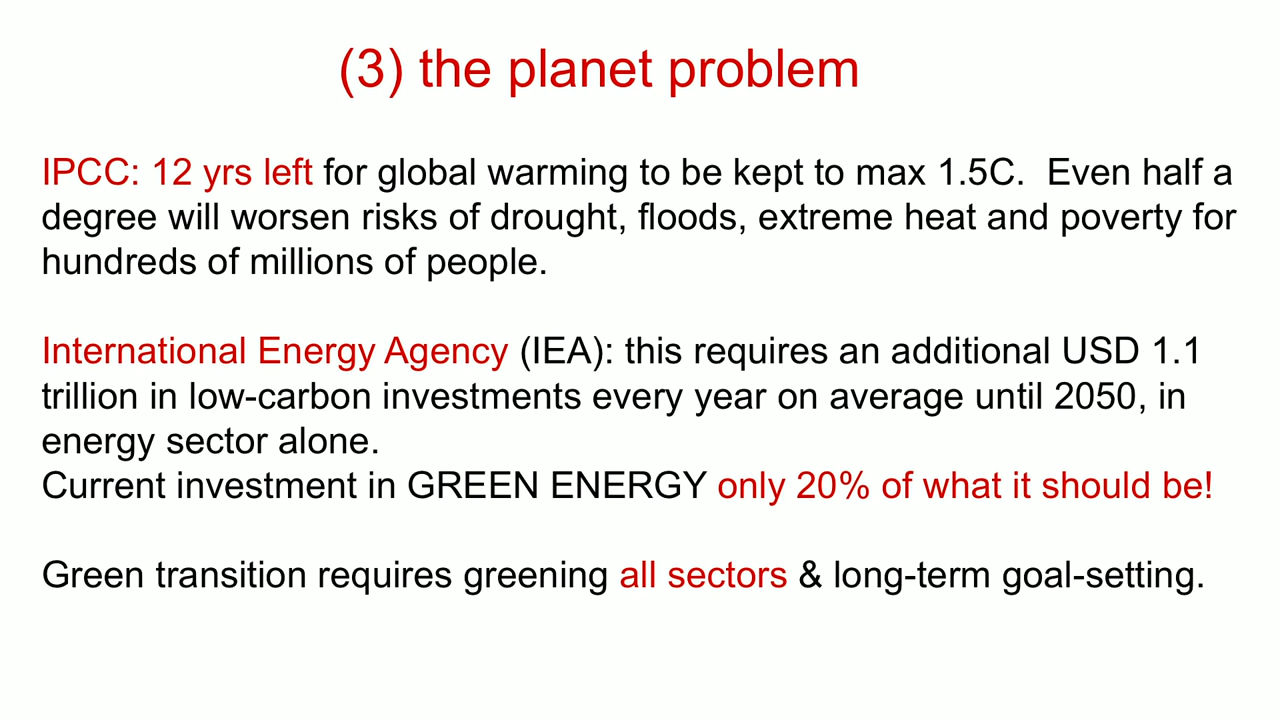 (3) the planet problem
IPCC: 12 yrs left for global warming to be kept to max 1.5C.  Even half a
degree will worsen risks of drought, floods, extreme heat and poverty for
hundreds of millions of people.
International Energy Agency (IEA): this requires an additional USD 1.1
trillion in low-carbon investments every year on average until 2050, in
energy sector alone.
Current investment in GREEN ENERGY only 20% of what it should be!
Green transition requires greening all sectors & long-term goal-setting.